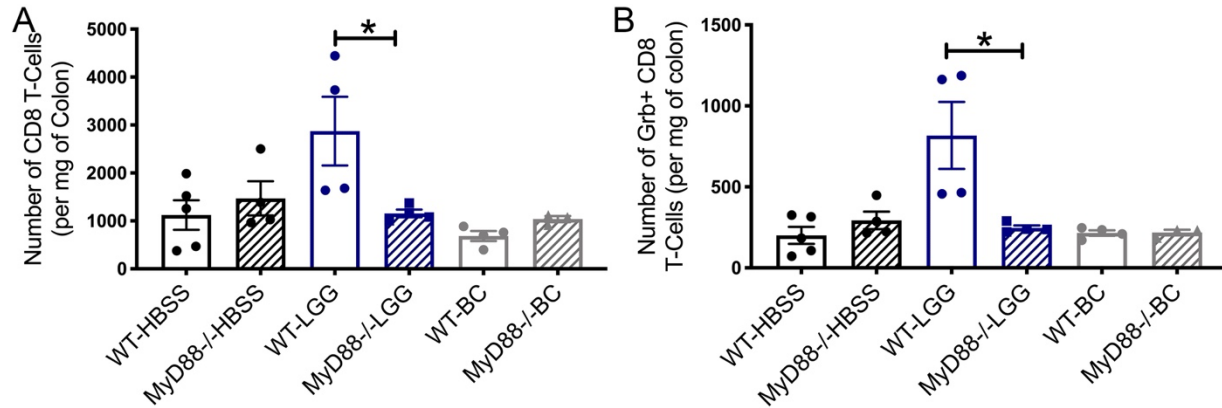 A
Number of CD8 T-Cells
(per mg of Colon)
5000
4000
3000
2000
1000
0
*
WT-HBSS
MyD88-/-HBSS
WT-LGG
MyD88-/-LGG
WT-BC
MyD88-/-BC
B
Number of Grb+ CD8
T-Cells (per mg of colon)
1500
1000
500
0
*
WT-HBSS
MyD88-/-HBSS
WT-LGG
MyD88-/-LGG
WT-BC
MyD88-/-BC